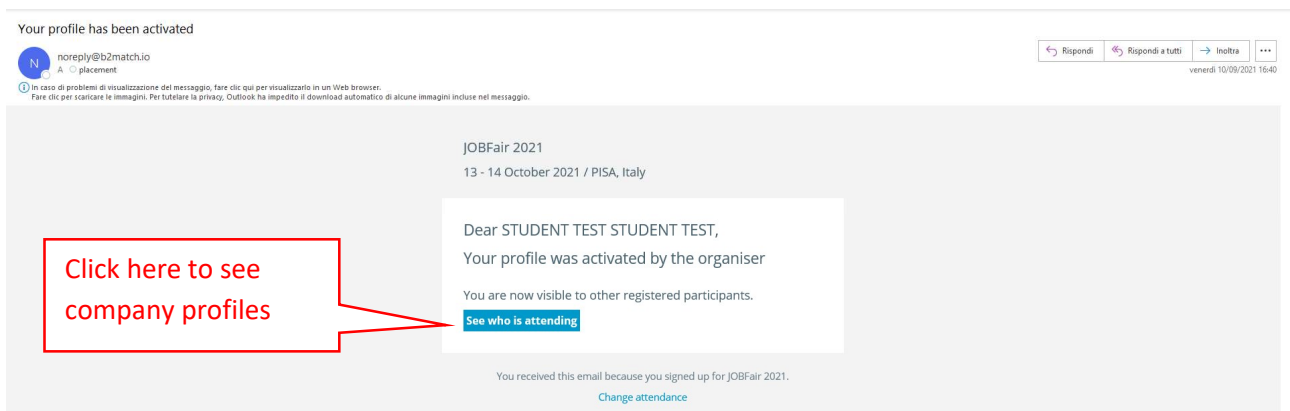 Your profile has been activated
N
noreply@b2match.io
A placement
Rispondi
Rispondi a tutti
Inoltra
venerdì 10/09/2021 16:40
In caso di problemi di visualizzazione del messaggio, fare clic qui per visualizzarlo in un Web browser.
Fare clic per scaricare le immagini. Per tutelare la privacy, Outlook ha impedito il download automatico di alcune immagini incluse nel messaggio.
JOBFair 2021
13 - 14 October 2021 / PISA, Italy
Dear STUDENT TEST STUDENT TEST,
Your profile was activated by the organiser
You are now visible to other registered participants.
See who is attending
Click here to see
company profiles
You received this email because you signed up for JOBFair 2021.
Change attendance